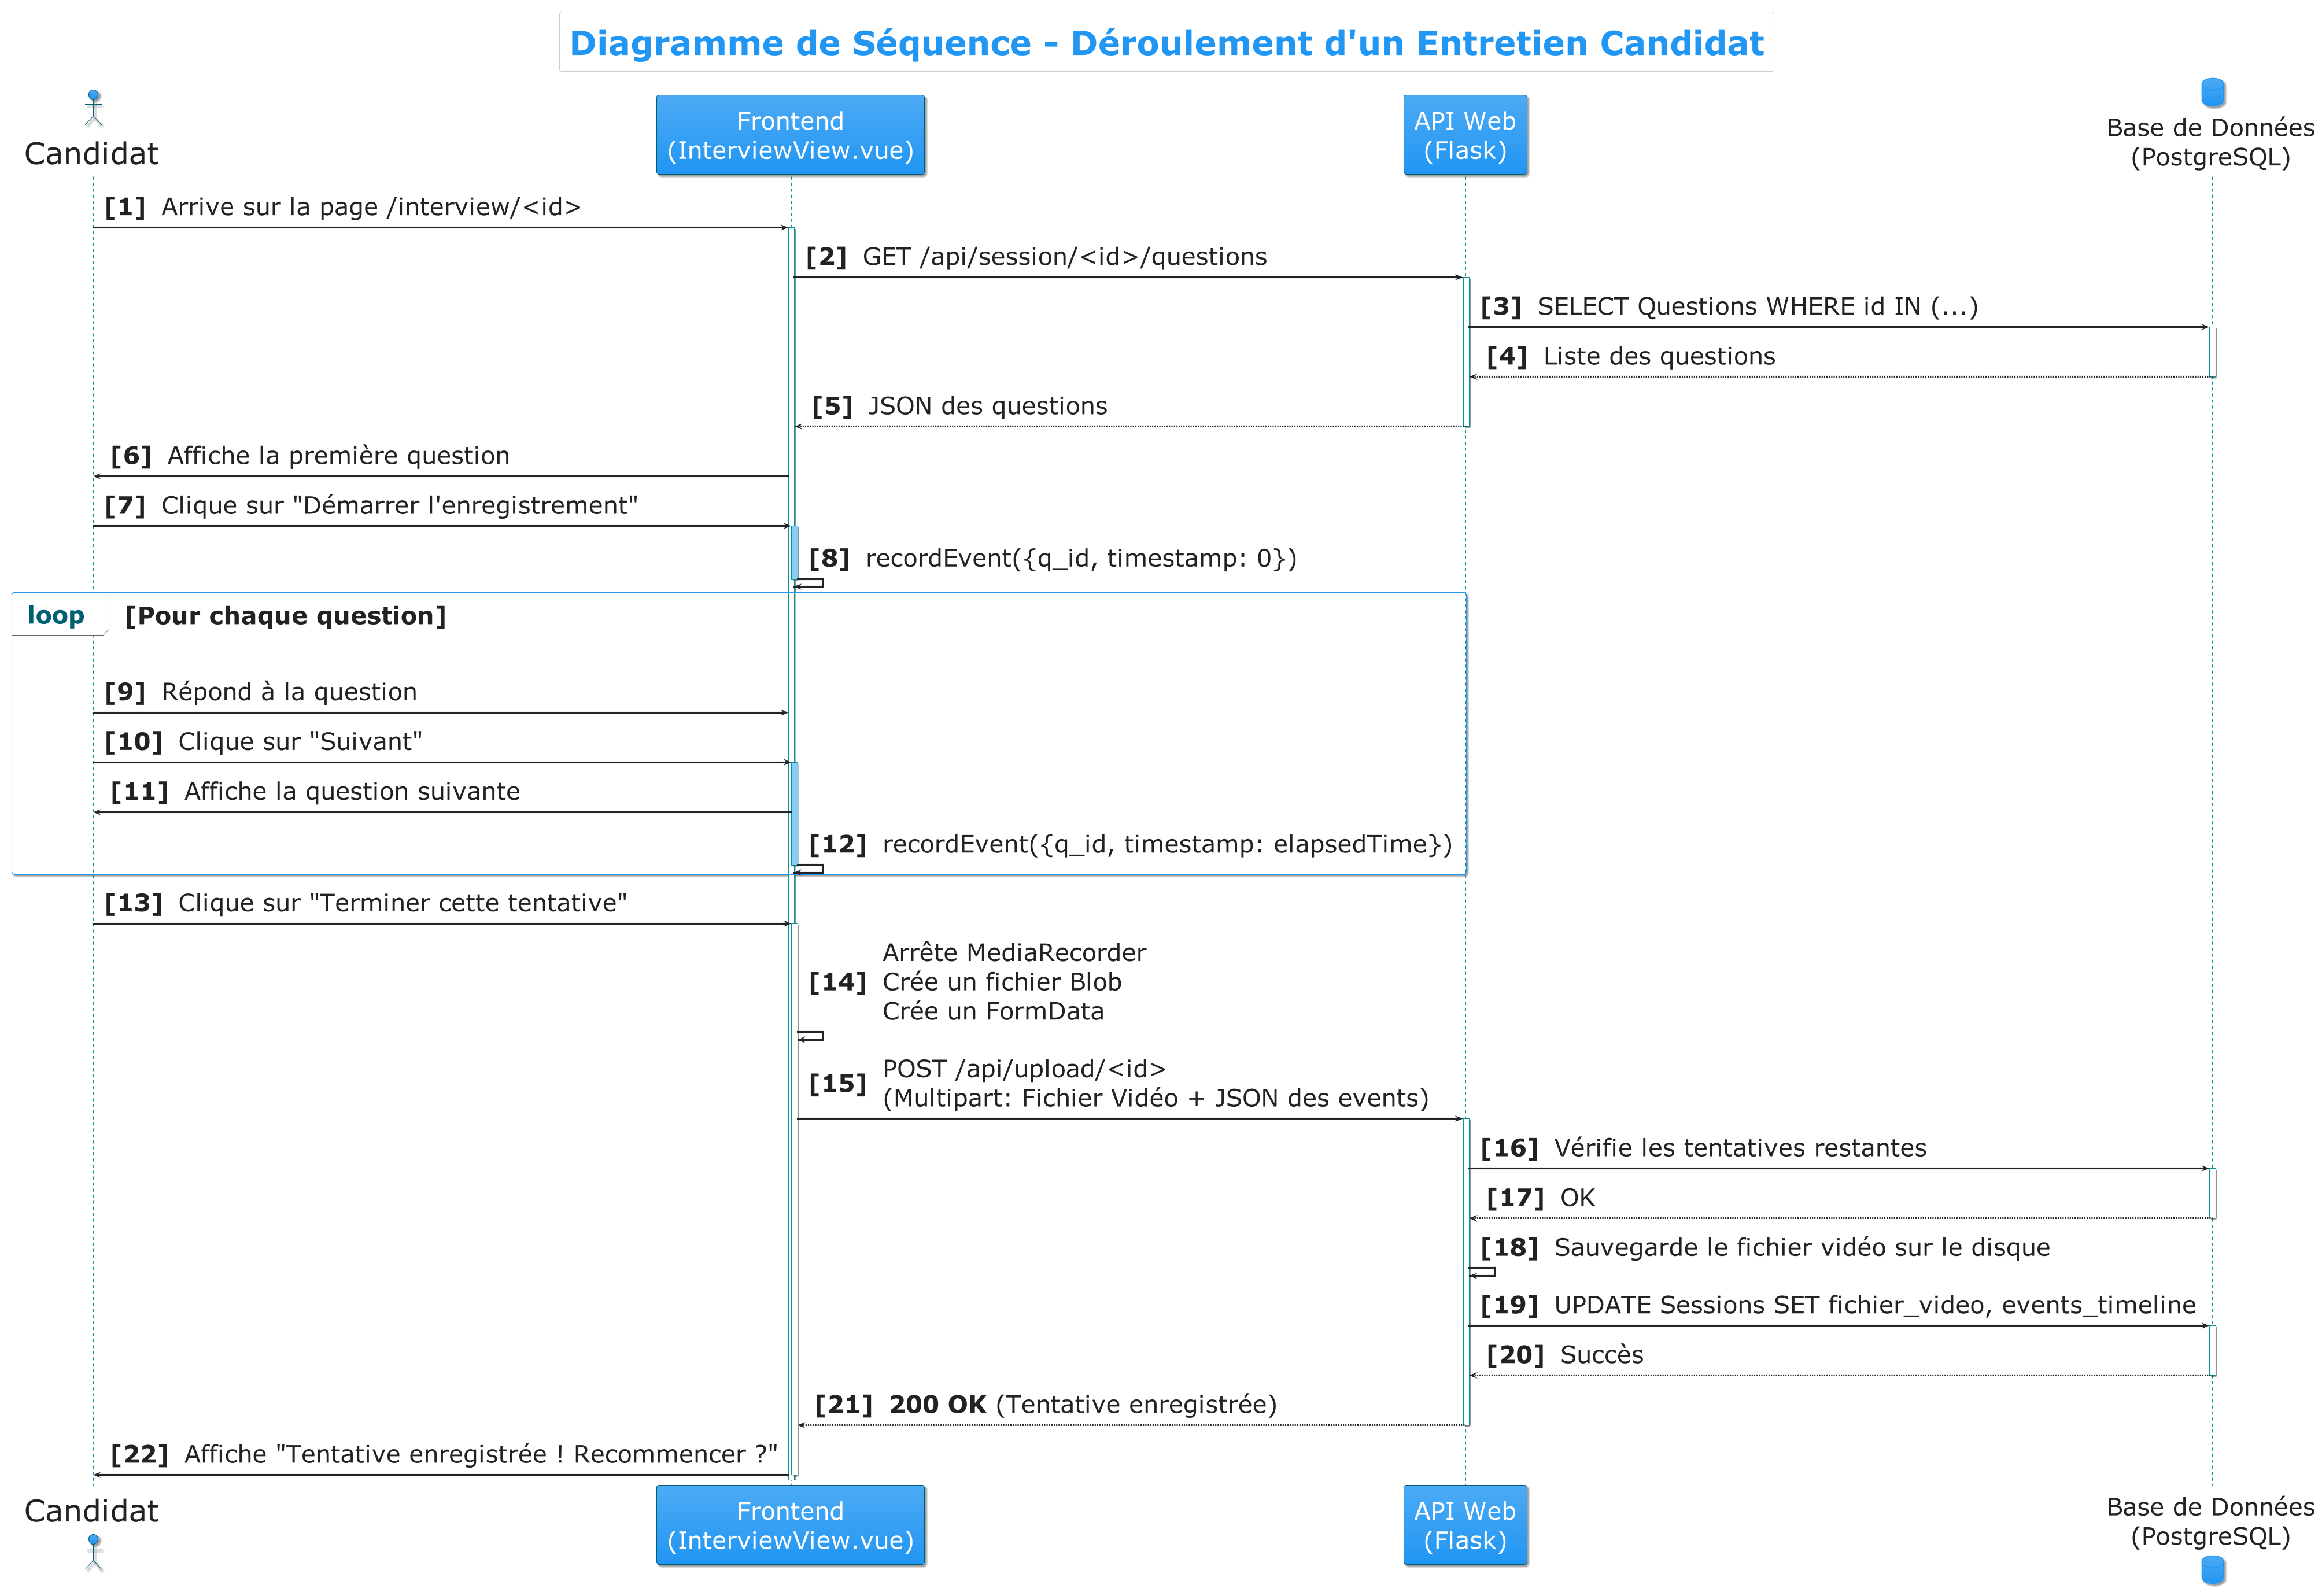 Diagramme de Séquence - Déroulement d'un Entretien Candidat
Candidat
Frontend
(InterviewView.vue)
API Web
(Flask)
Base de Données
(PostgreSQL)
[1] Arrive sur la page /interview/<id>
[2] GET /api/session/<id>/questions
[3] SELECT Questions WHERE id IN (...)
[4] Liste des questions
[5] JSON des questions
[6] Affiche la première question
[7] Clique sur "Démarrer l'enregistrement"
[8] recordEvent({q_id, timestamp: 0})
loop [Pour chaque question]
[9] Répond à la question
[10] Clique sur "Suivant"
[11] Affiche la question suivante
[12] recordEvent({q_id, timestamp: elapsedTime})
[13] Clique sur "Terminer cette tentative"
[14] Arrête MediaRecorder
Crée un fichier Blob
Crée un FormData
[15] POST /api/upload/<id>
(Multipart: Fichier Vidéo + JSON des events)
[16] Vérifie les tentatives restantes
[17] OK
[18] Sauvegarde le fichier vidéo sur le disque
[19] UPDATE Sessions SET fichier_video, events_timeline
[20] Succès
[21] 200 OK (Tentative enregistrée)
[22] Affiche "Tentative enregistrée ! Recommencer ?"
Candidat
Frontend
(InterviewView.vue)
API Web
(Flask)
Base de Données
(PostgreSQL)